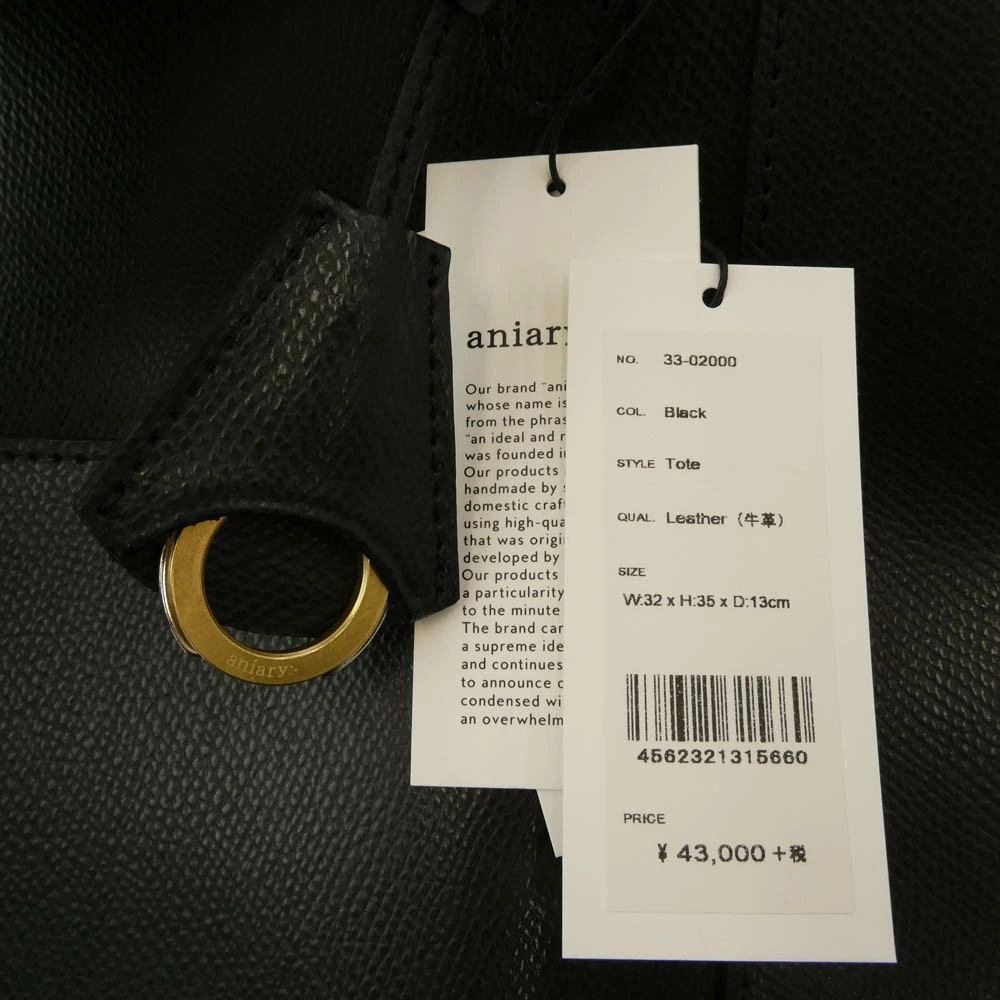 aniary
Our brand "ani
whose name is
from the phras
"an ideal and r
was founded i
Our products
handmade by
domestic craf
using high-qua
that was origi
developed by
Our products
a particularity
to the minute
The brand car
a supreme ide
and continues
to announce c
condensed wi
an overwhelm
NO. 33-02000
COL. Black
STYLE Tote
QUAL. Leather (牛革)
SIZE
W:32 x H:35 x D:13cm
4562321315660
PRICE
¥ 43,000 +税
aniary:-